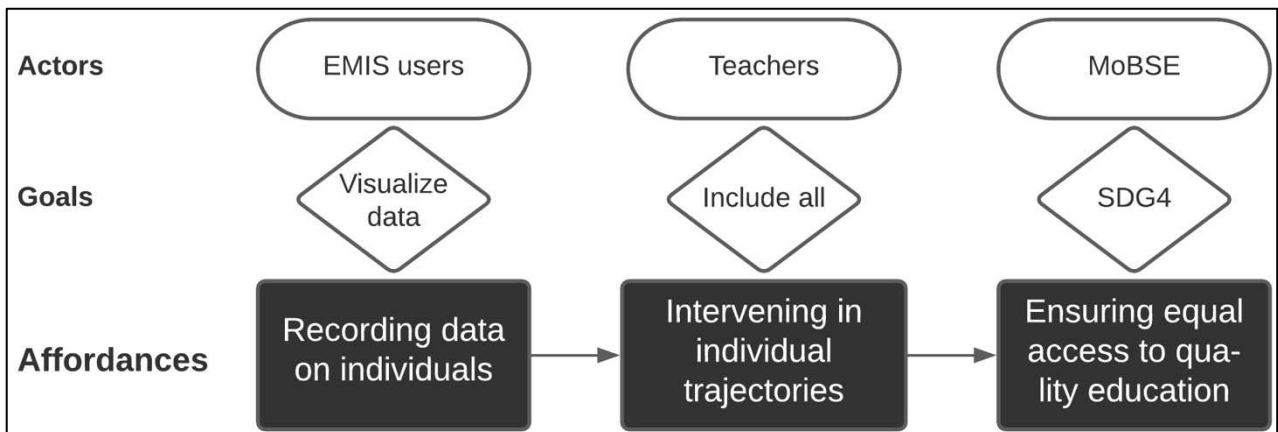 Actors
EMIS users
Teachers
MoBSE
Goals
Visualize
data
Include all
SDG4
Affordances
Recording data
on individuals
Intervening in
individual
trajectories
Ensuring equal
access to qua-
lity education